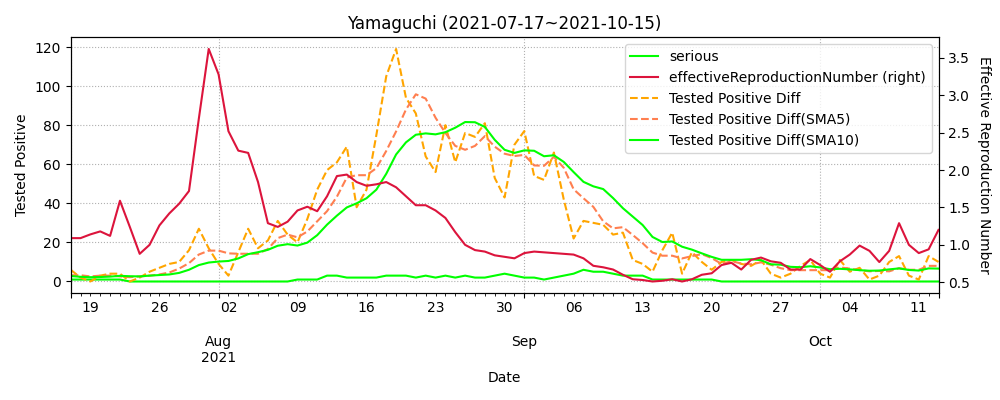 Yamaguchi (2021-07-17~2021-10-15)
serious
effectiveReproductionNumber (right)
Tested Positive Diff
Tested Positive Diff(SMA5)
Tested Positive Diff(SMA10)
Tested Positive
120
100
80
60
40
20
0
3.5
3.0
2.5
2.0
1.5
1.0
0.5
Effective Reproduction Number
19 26 02 09 16 23 30 06 13 20 27 04 11
Aug Sep Oct
2021
Date